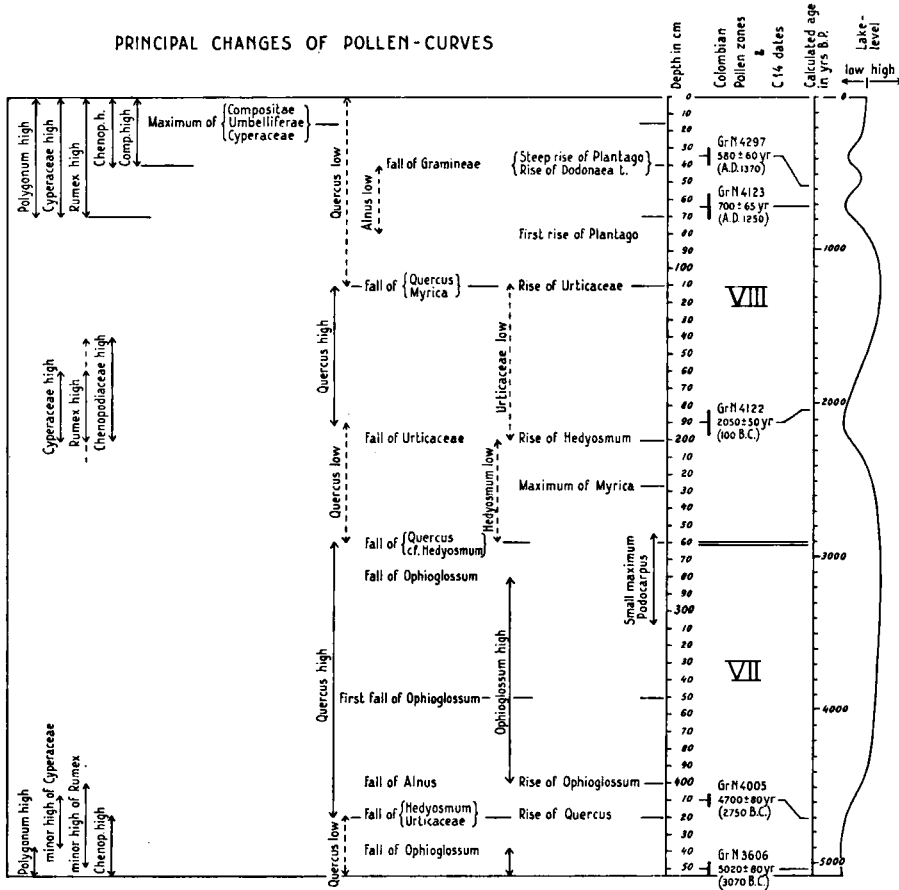 PRINCIPAL CHANGES OF POLLEN-CURVES
Depth in cm
Colombian
Pollen zones
&
C14 dates
Calculated age
in yrs B.P.
Lake-
level
low high
Polygonum high
Cyperaceae high
Rumex high
Chenop.h.
Comp.high
Maximum of {Compositae
Umbelliferae
Cyperaceae
Quercus low
Alnus low
Fall of Gramineae
{Steep rise of Plantago
Rise of Dodonaea t.
First rise of Plantago
Fall of {Quercus
Myrica}
Rise of Urticaceae
Quercus high
Urticaceae low
Cyperaceae high
Rumex high
Chenopodiaceae high
Fall of Urticaceae
Rise of Hedyosmum
Quercus low
Hedyosmum low
Maximum of Myrica
Fall of {Quercus
cf. Hedyosmum}
Fall of Ophioglossum
Small maximum
Podocarpus
Quercus high
Ophioglossum high
First fall of Ophioglossum
Fall of Alnus
Rise of Ophioglossum
Fall of {Hedyosmum
Urticaceae
Rise of Quercus
Fall of Ophioglossum
Polygonum high
minor high of Cyperaceae
minor high of Rumex
Chenop.high
Quercus low
0
10
20
30
40
50
60
70
80
90
100
10
20
30
40
50
60
70
80
90
200
10
20
30
40
50
60
70
80
90
300
10
20
30
40
50
60
70
80
90
400
10
20
30
40
50
GrN4297
580±60 yr
(A.D.1370)
GrN4123
700±65 yr
(A.D.1250)
VIII
GrN4122
2050±50 yr
(100 B.C.)
VII
GrN4005
4700±80 yr
(2750 B.C.)
GrN3606
5020±80 yr
(3070 B.C.)
0
1000
2000
3000
4000
5000